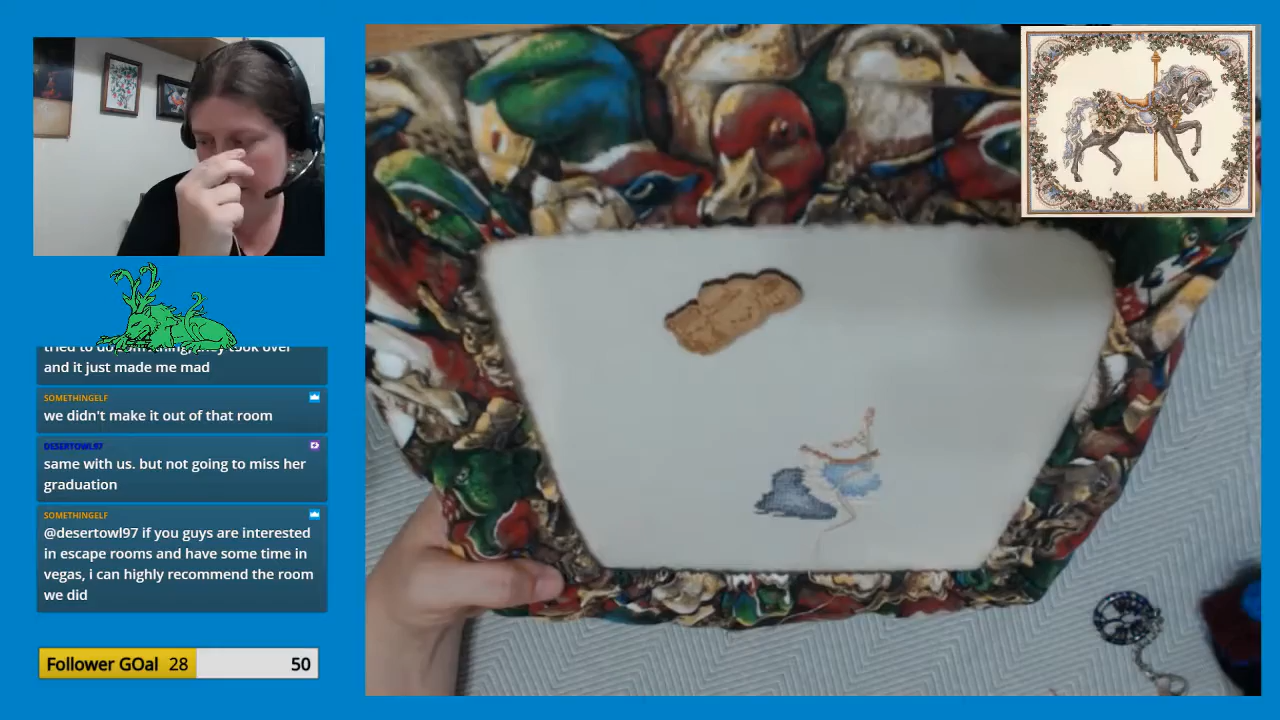 and it just made me mad
SOMETHINGELF
we didn't make it out of that room
DESERTOWL97
same with us. but not going to miss her
graduation
SOMETHINGELF
@desertowl97 if you guys are interested
in escape rooms and have some time in
vegas, i can highly recommend the room
we did
Follower GOal 28 50